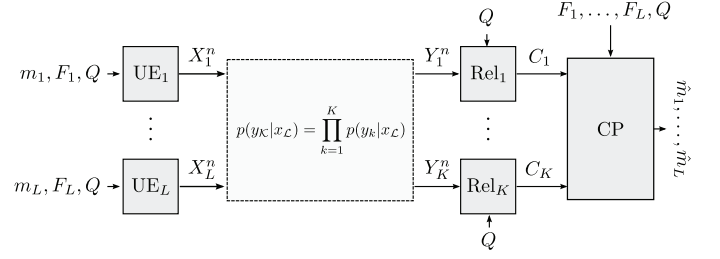 Q
F_1, ..., F_L, Q
m_1, F_1, Q
UE_1
X_1^n
Y_1^n
Rel_1
C_1
⋮
p(y_𝒦|x_ℒ) = ∏_{k=1}^{K} p(y_k|x_ℒ)
⋮
CP
m̂_1, ..., m̂_L
m_L, F_L, Q
UE_L
X_L^n
Y_K^n
Rel_K
C_K
Q